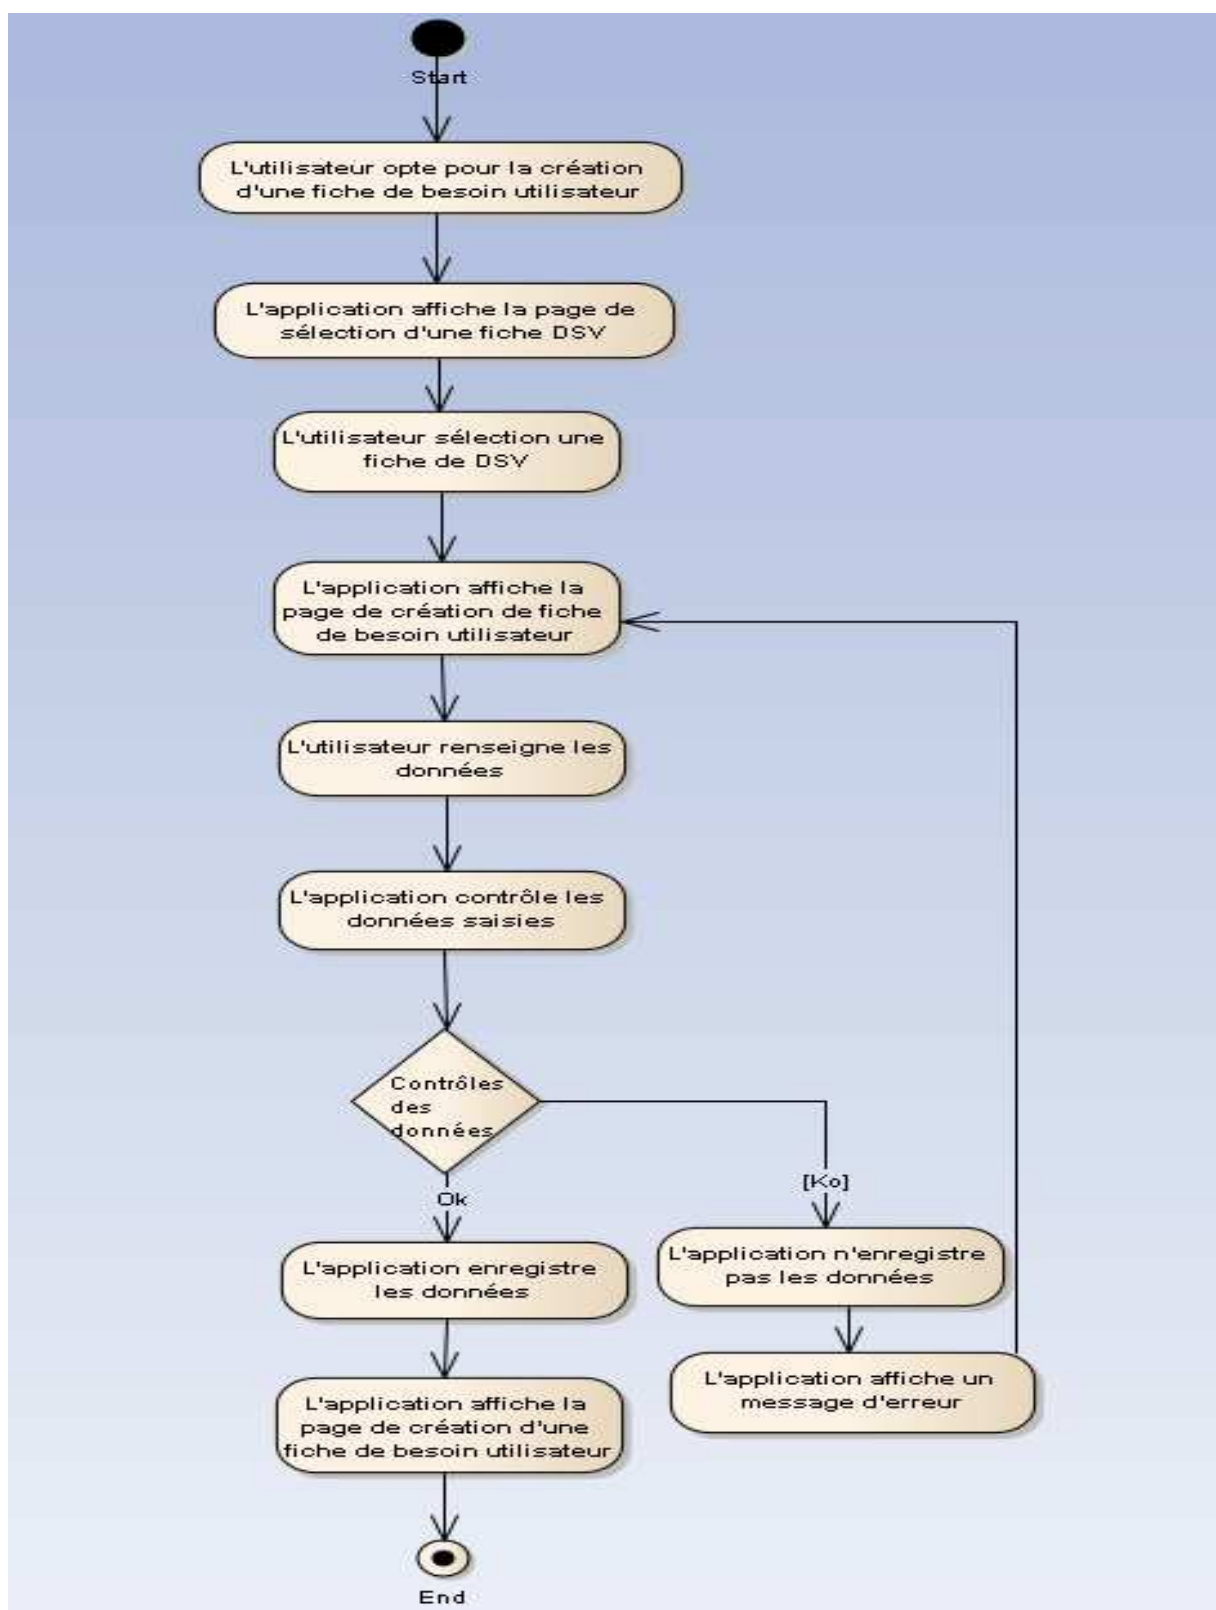 Start
L'utilisateur opte pour la création
d'une fiche de besoin utilisateur
L'application affiche la page de
sélection d'une fiche DSV
L'utilisateur sélection une
fiche de DSV
L'application affiche la
page de création de fiche
de besoin utilisateur
L'utilisateur renseigne les
données
L'application contrôle les
données saisies
Contrôles
des
données
Ok
[Ko]
L'application enregistre
les données
L'application n'enregistre
pas les données
L'application affiche un
message d'erreur
L'application affiche la
page de création d'une
fiche de besoin utilisateur
End